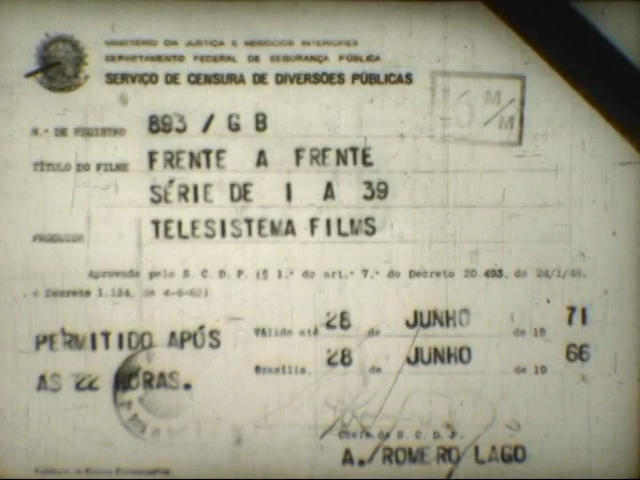 MINISTÉRIO DA JUSTIÇA E NEGÓCIOS INTERIORES
DEPARTAMENTO FEDERAL DE SEGURANÇA PÚBLICA
SERVIÇO DE CENSURA DE DIVERSÕES PÚBLICAS
16 M/M
N.º DE REGISTRO 893 / G B
TÍTULO DO FILME FRENTE A FRENTE
SÉRIE DE 1 A 39
PRODUTOR TELESISTEMA FILMS
Aprovado pelo S. C. D. P. (§ 1.º do art.º 7.º do Decreto 20.493, de 24/1/46,
e Decreto 1.134, de 4-6-62)
PERMITIDO APÓS
AS 22 HORAS.
Válido até 28 de JUNHO de 19 71
Brasília, 28 de JUNHO de 19 66
Chefe do S. C. D. P.
A. ROMERO LAGO